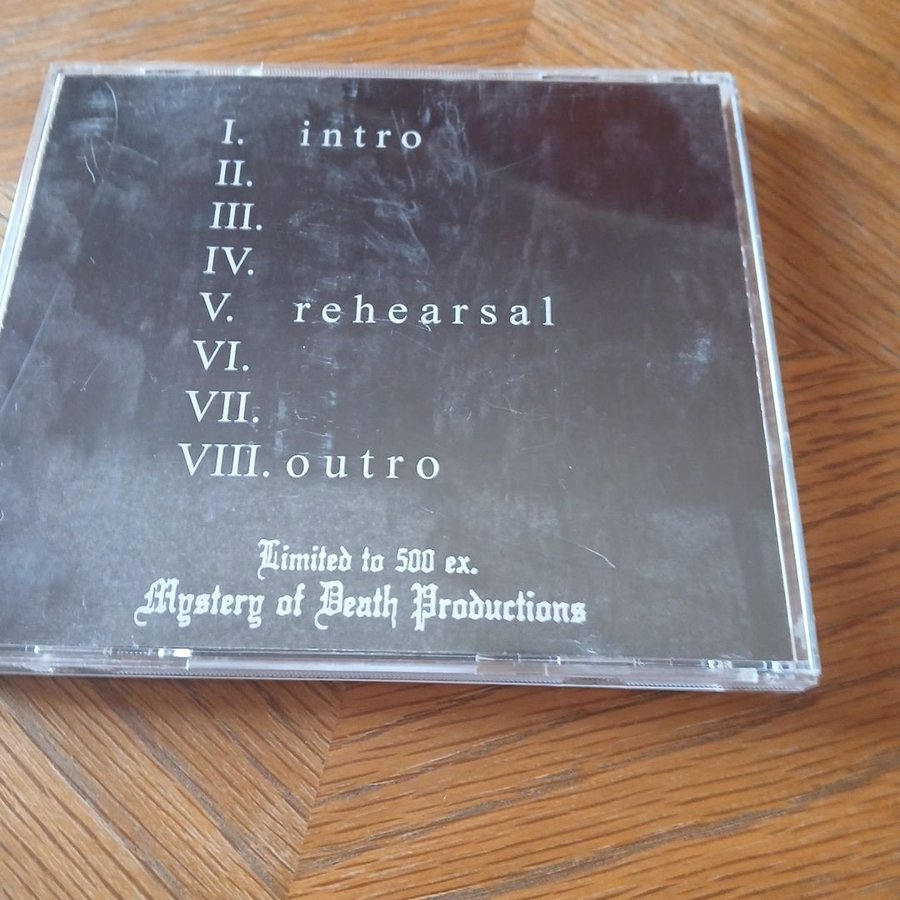 I. intro
II.
III.
IV.
V. rehearsal
VI.
VII.
VIII. outro
Limited to 500 ex.
Mystery of Death Productions